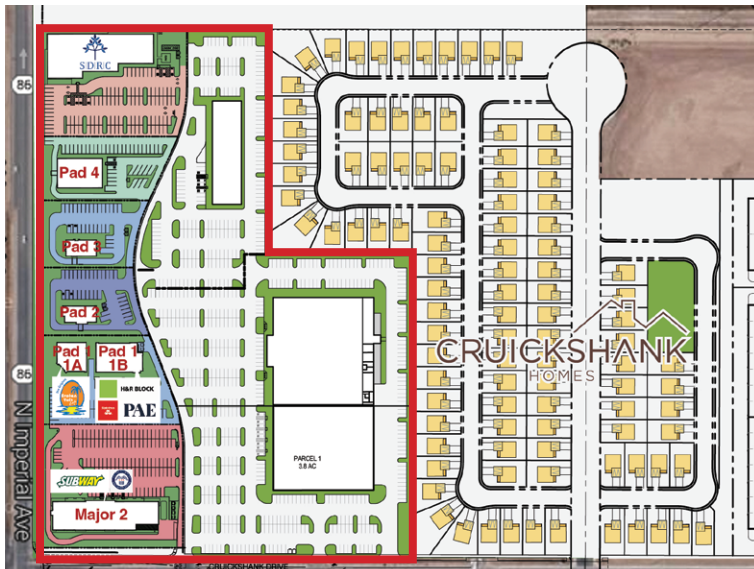 SDRC
86
Pad 4
Pad 3
Pad 2
Pad 1
1A
Pad 1
1B
H&R BLOCK
PAE
86
N Imperial Ave
SUBWAY
Major 2
PARCEL 1
3.8 AC
CRUICKSHANK
HOMES
CRUICKSHANK DRIVE